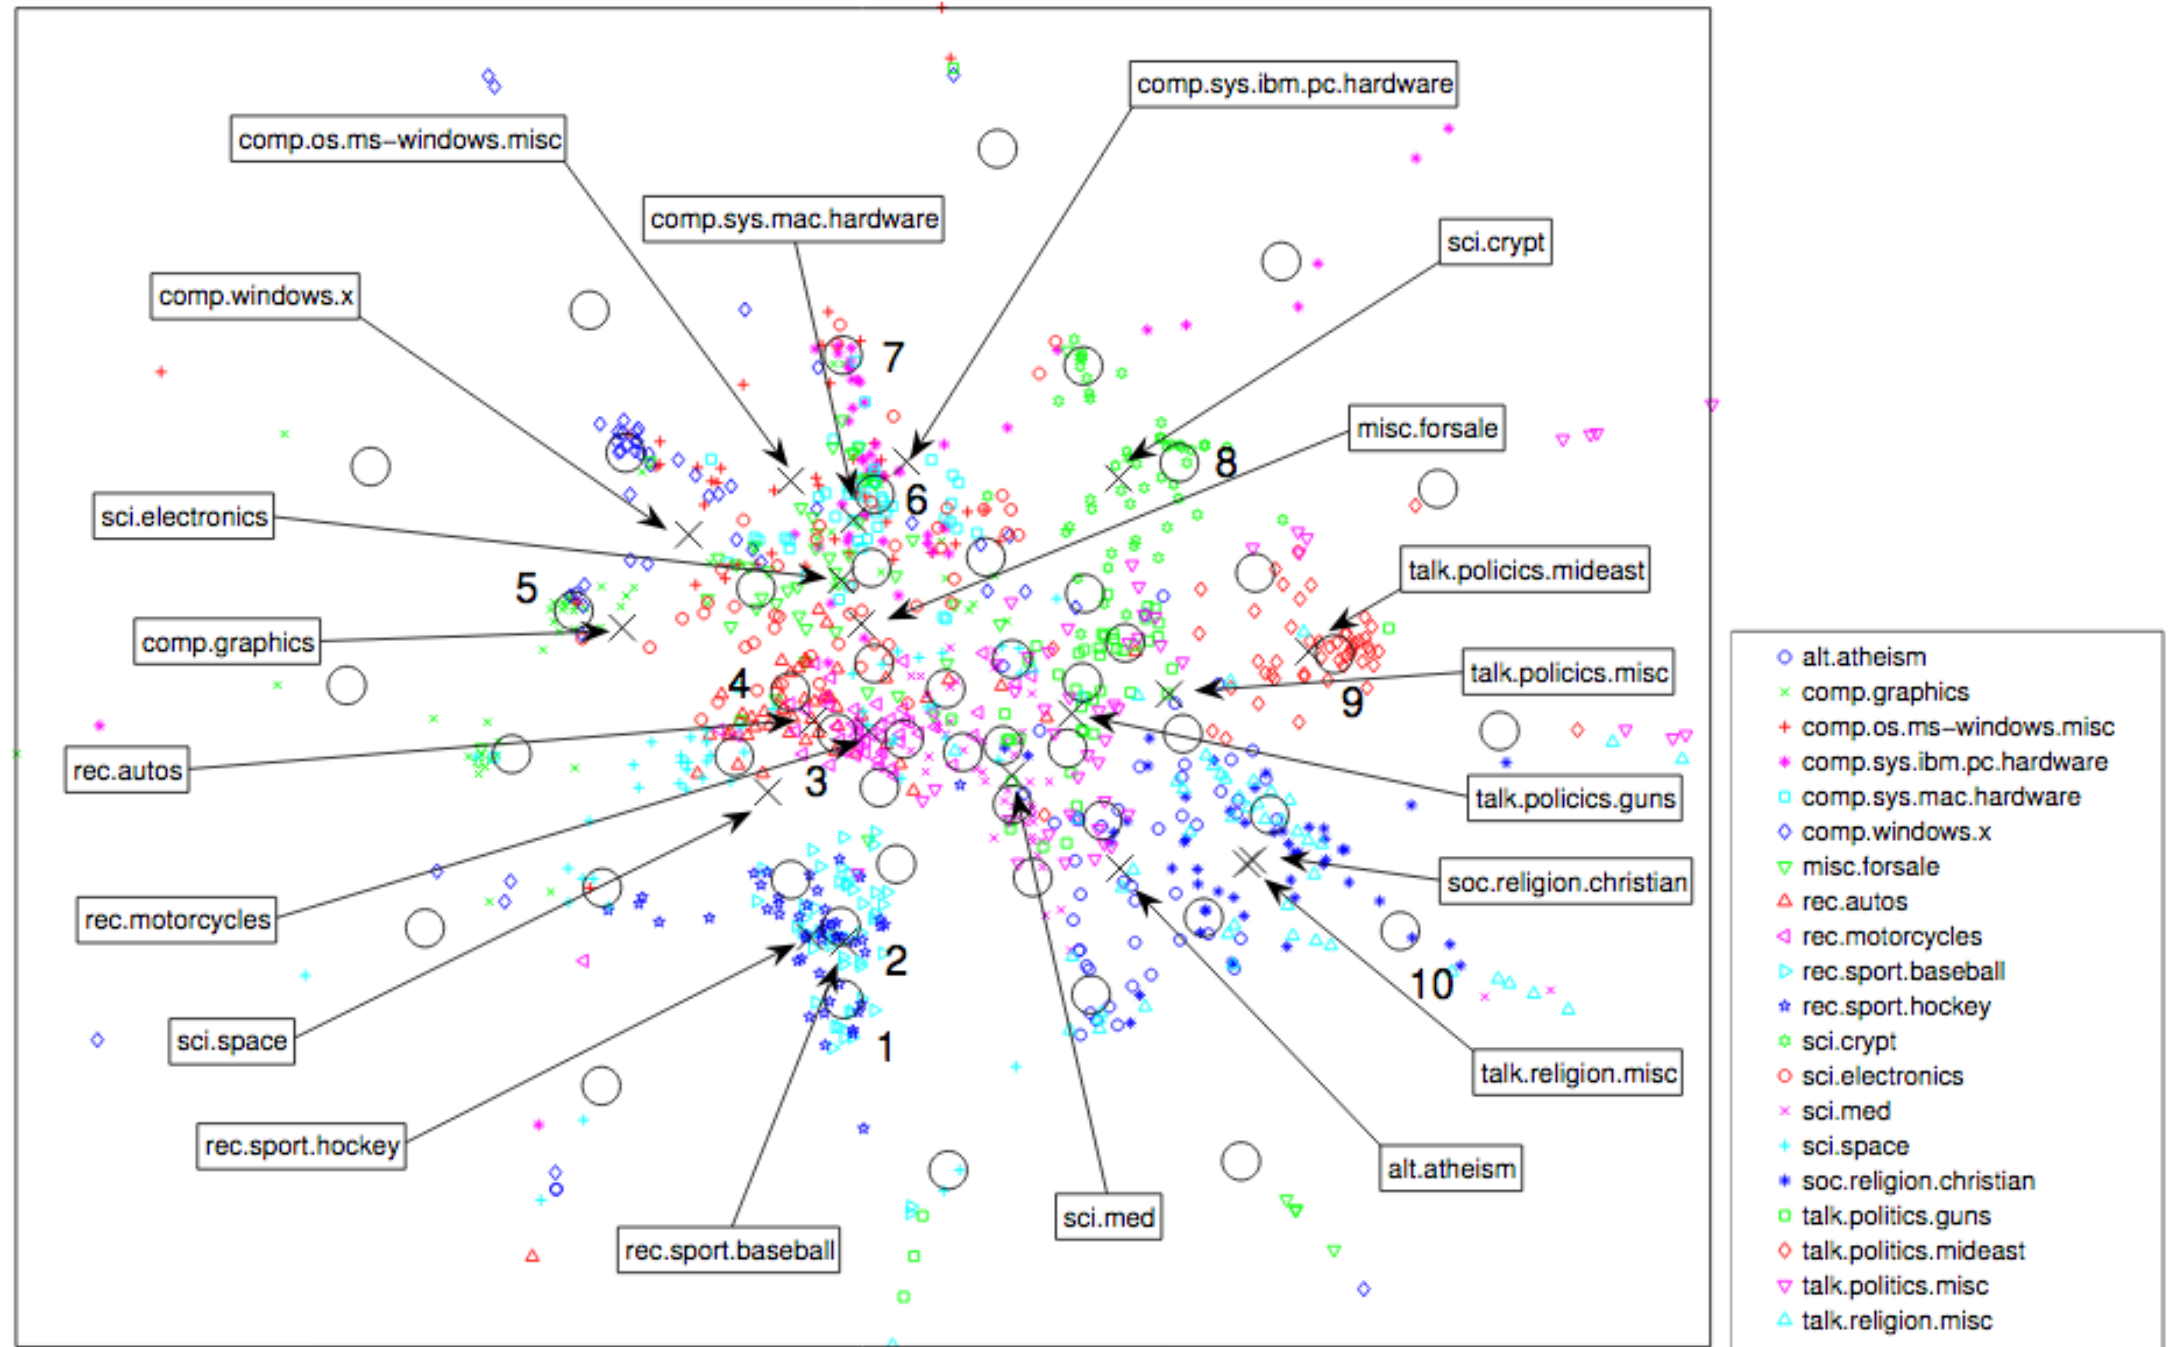 comp.sys.ibm.pc.hardware
comp.os.ms-windows.misc
comp.sys.mac.hardware
sci.crypt
comp.windows.x
7
misc.forsale
8
6
sci.electronics
talk.policics.mideast
5
comp.graphics
talk.policics.misc
4
9
rec.autos
3
talk.policics.guns
soc.religion.christian
rec.motorcycles
2
10
sci.space
1
talk.religion.misc
rec.sport.hockey
alt.atheism
sci.med
rec.sport.baseball
alt.atheism
comp.graphics
comp.os.ms-windows.misc
comp.sys.ibm.pc.hardware
comp.sys.mac.hardware
comp.windows.x
misc.forsale
rec.autos
rec.motorcycles
rec.sport.baseball
rec.sport.hockey
sci.crypt
sci.electronics
sci.med
sci.space
soc.religion.christian
talk.politics.guns
talk.politics.mideast
talk.politics.misc
talk.religion.misc